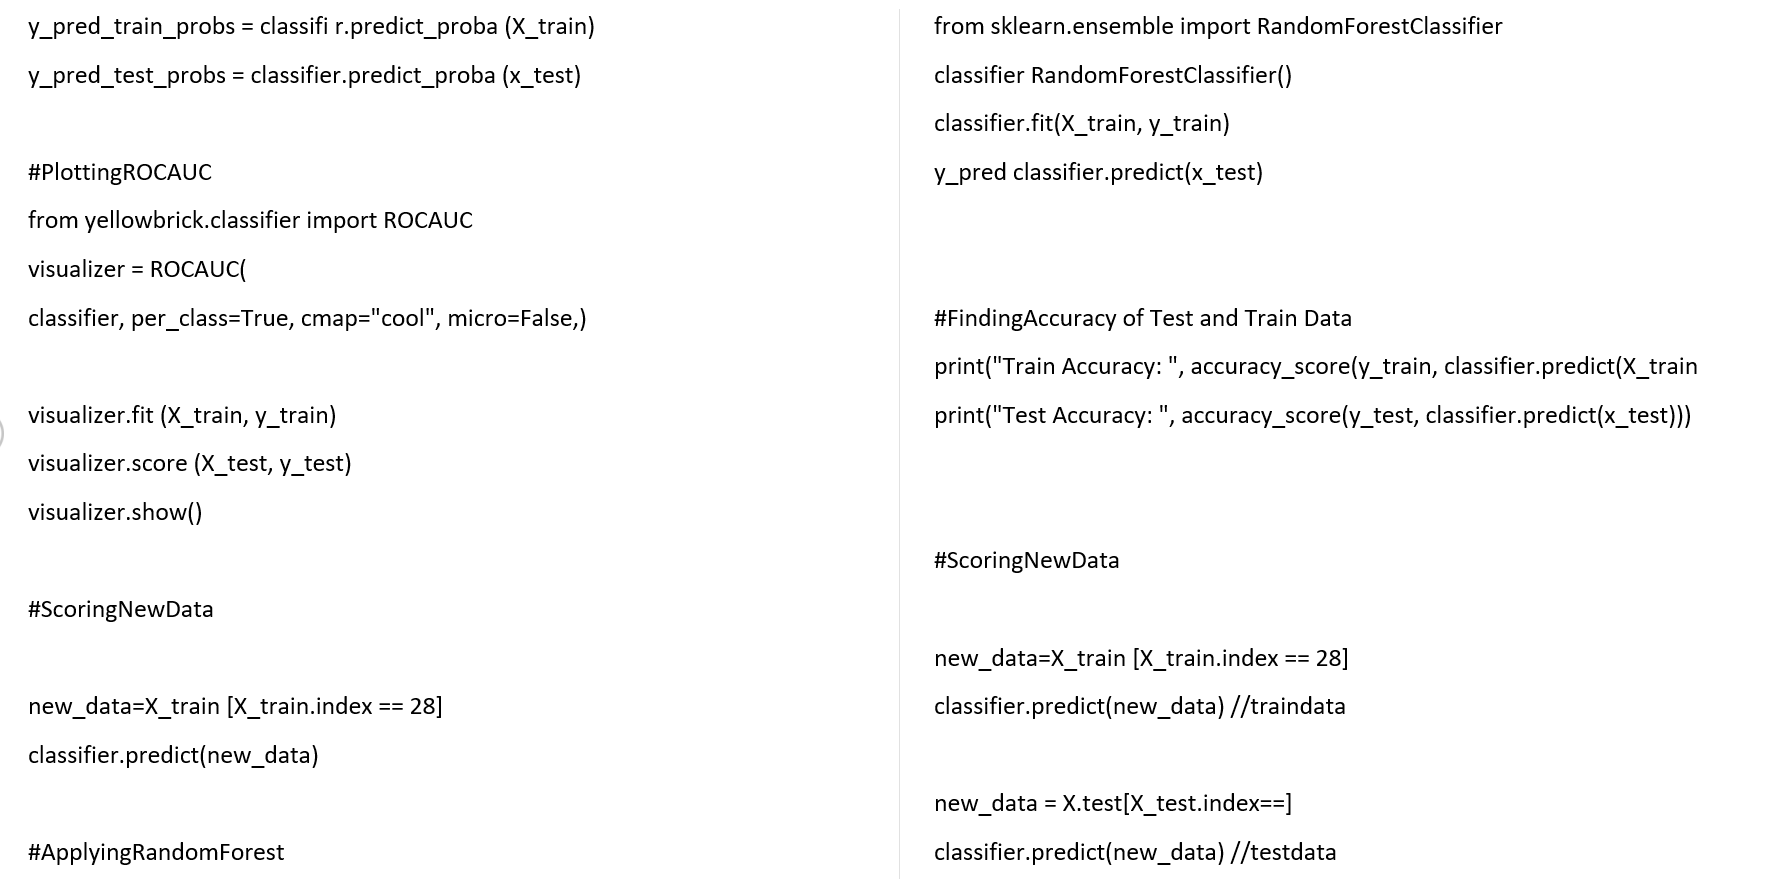 y_pred_train_probs = classifi r.predict_proba (X_train)
y_pred_test_probs = classifier.predict_proba (x_test)
#PlottingROCAUC
from yellowbrick.classifier import ROCAUC
visualizer = ROCAUC(
classifier, per_class=True, cmap="cool", micro=False,)
visualizer.fit (X_train, y_train)
visualizer.score (X_test, y_test)
visualizer.show()
#ScoringNewData
new_data=X_train [X_train.index == 28]
classifier.predict(new_data)
#ApplyingRandomForest
from sklearn.ensemble import RandomForestClassifier
classifier RandomForestClassifier()
classifier.fit(X_train, y_train)
y_pred classifier.predict(x_test)
#FindingAccuracy of Test and Train Data
print("Train Accuracy: ", accuracy_score(y_train, classifier.predict(X_train
print("Test Accuracy: ", accuracy_score(y_test, classifier.predict(x_test)))
#ScoringNewData
new_data=X_train [X_train.index == 28]
classifier.predict(new_data) //traindata
new_data = X.test[X_test.index==]
classifier.predict(new_data) //testdata